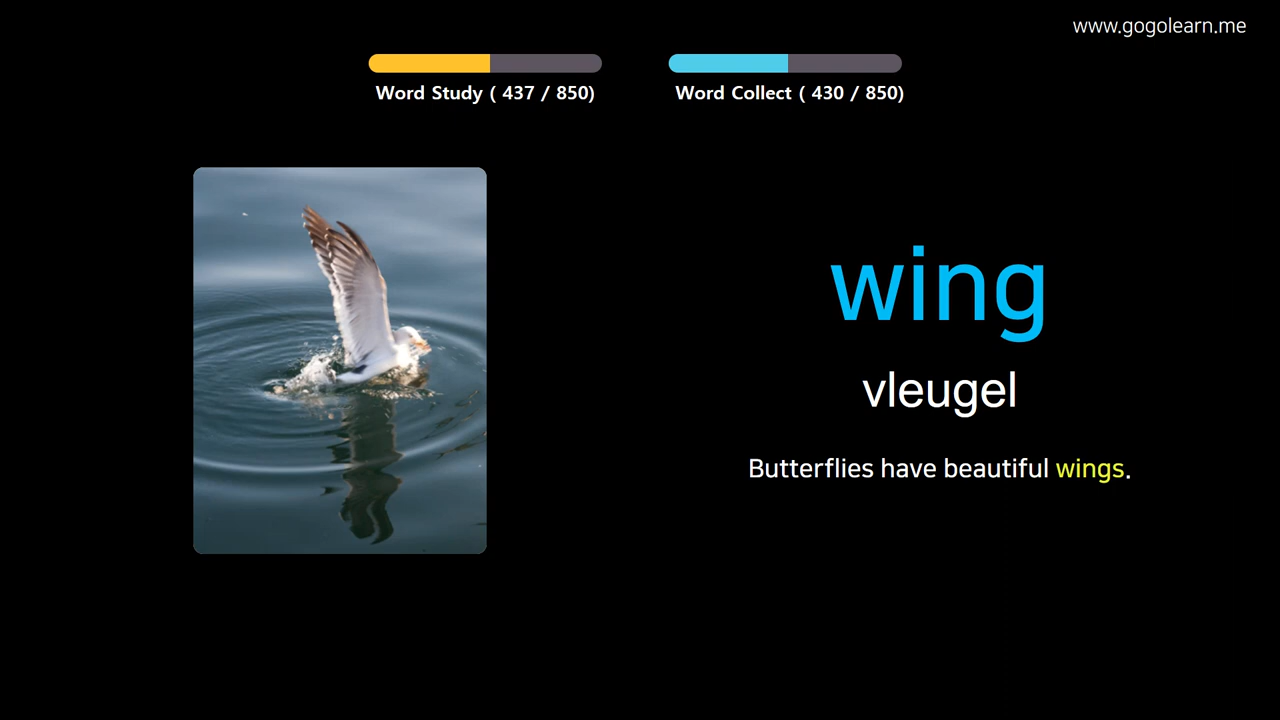 www.gogolearn.me
Word Study ( 437 / 850)
Word Collect ( 430 / 850)
wing
vleugel
Butterflies have beautiful wings.